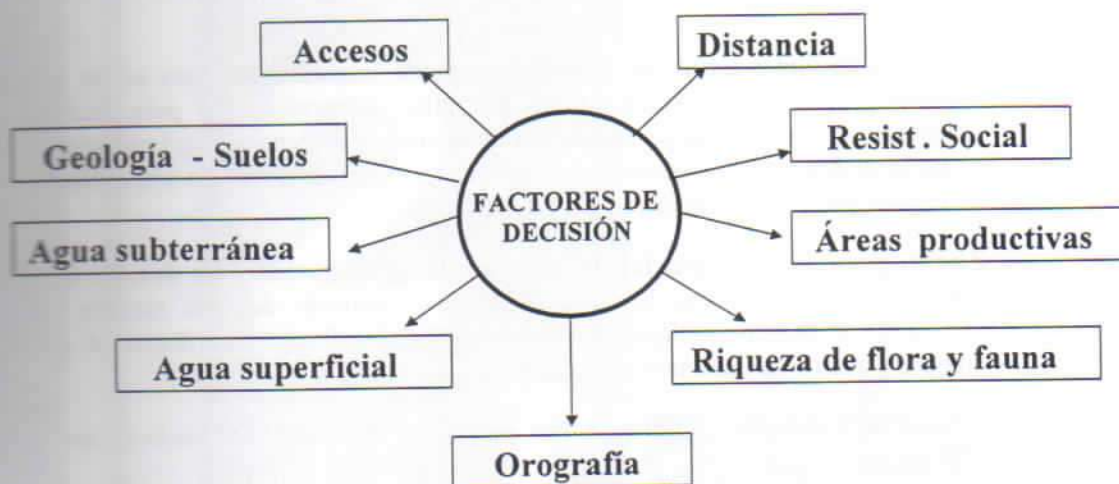 Accesos
Distancia
Geología - Suelos
Resist . Social
FACTORES DE
DECISIÓN
Agua subterránea
Áreas productivas
Agua superficial
Riqueza de flora y fauna
Orografía